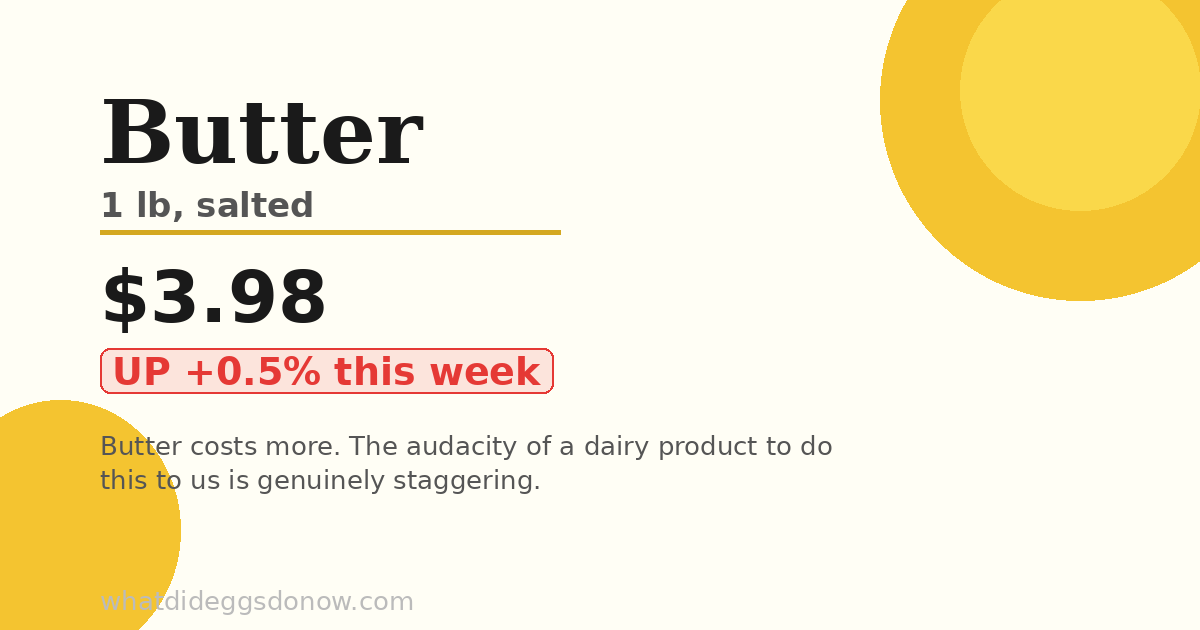 Butter
1 lb, salted
$3.98
UP +0.5% this week
Butter costs more. The audacity of a dairy product to do
this to us is genuinely staggering.
whatdideggsdonow.com